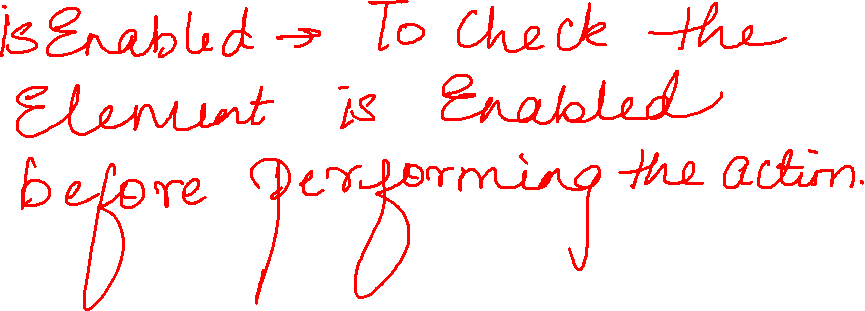 isEnabled → To Check the
Element is Enabled
before performing the action.